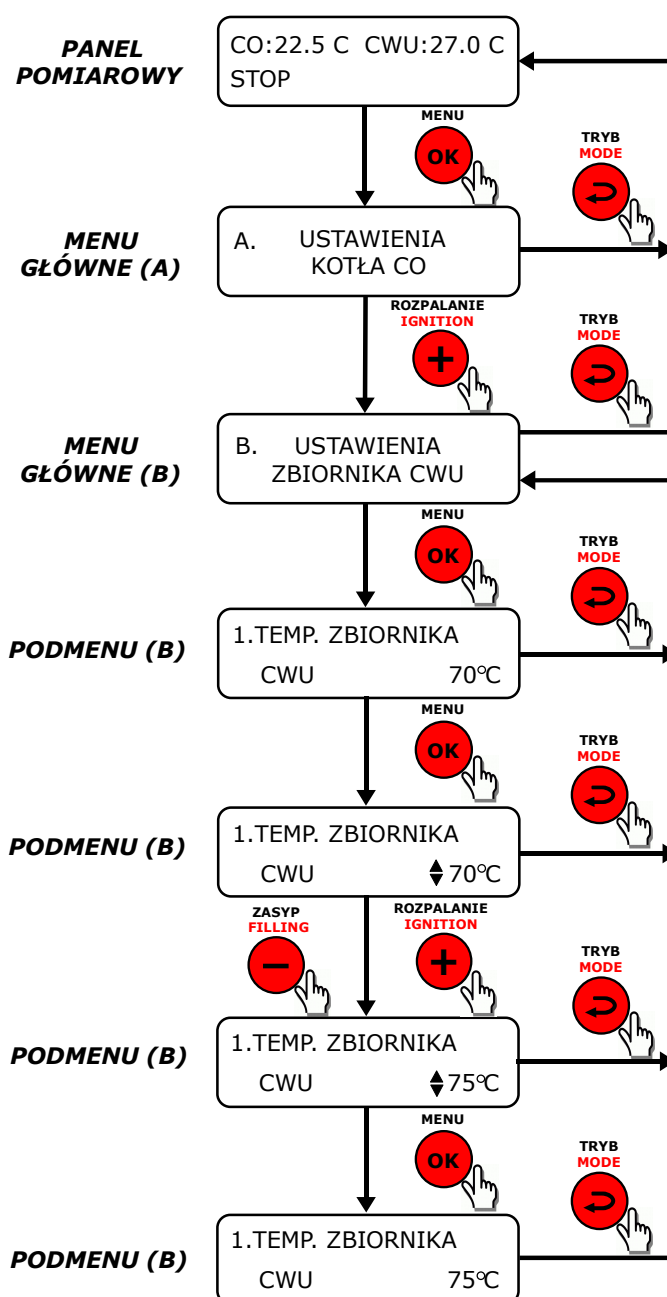 PANEL
POMIAROWY
CO:22.5 C CWU:27.0 C
STOP
MENU
OK
TRYB
MODE
MENU
GŁÓWNE (A)
A. USTAWIENIA
KOTŁA CO
ROZPALANIE
IGNITION
+
TRYB
MODE
MENU
GŁÓWNE (B)
B. USTAWIENIA
ZBIORNIKA CWU
MENU
OK
TRYB
MODE
PODMENU (B)
1.TEMP. ZBIORNIKA
CWU 70°C
MENU
OK
TRYB
MODE
PODMENU (B)
1.TEMP. ZBIORNIKA
CWU 70°C
ZASYP
FILLING
−
ROZPALANIE
IGNITION
+
TRYB
MODE
PODMENU (B)
1.TEMP. ZBIORNIKA
CWU 75°C
MENU
OK
TRYB
MODE
PODMENU (B)
1.TEMP. ZBIORNIKA
CWU 75°C